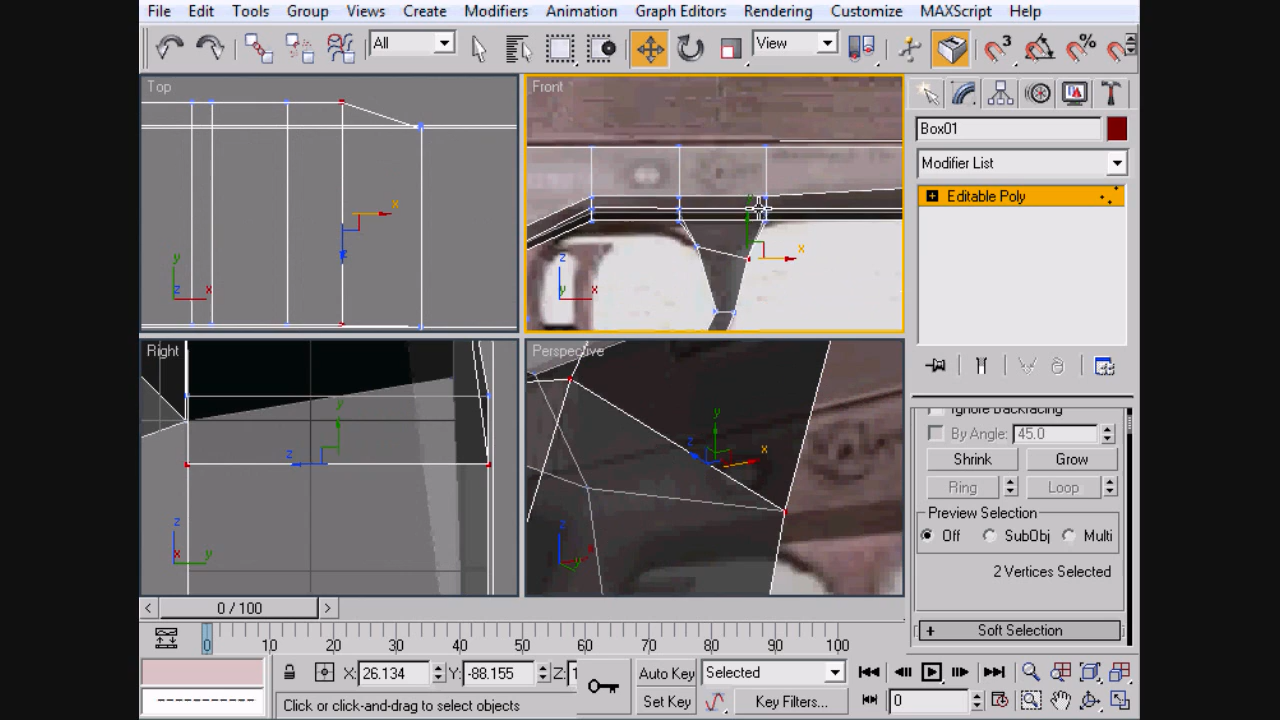 File Edit Tools Group Views Create Modifiers Animation Graph Editors Rendering Customize MAXScript Help
All View 3 %
Top Front
Box01
Modifier List
Editable Poly
x y z x
z y x
x z y x
Right Perspective
Ignore Backfacing
By Angle: 45.0
Shrink Grow
Ring Loop
Preview Selection
Off SubObj Multi
2 Vertices Selected
Soft Selection
y z
z x y
y x z
z
< 0 / 100 >
0 10 20 30 40 50 60 70 80 90 100
X: 26.134 Y: -88.155 Z: Auto Key Selected
Click or click-and-drag to select objects Set Key Key Filters... 0